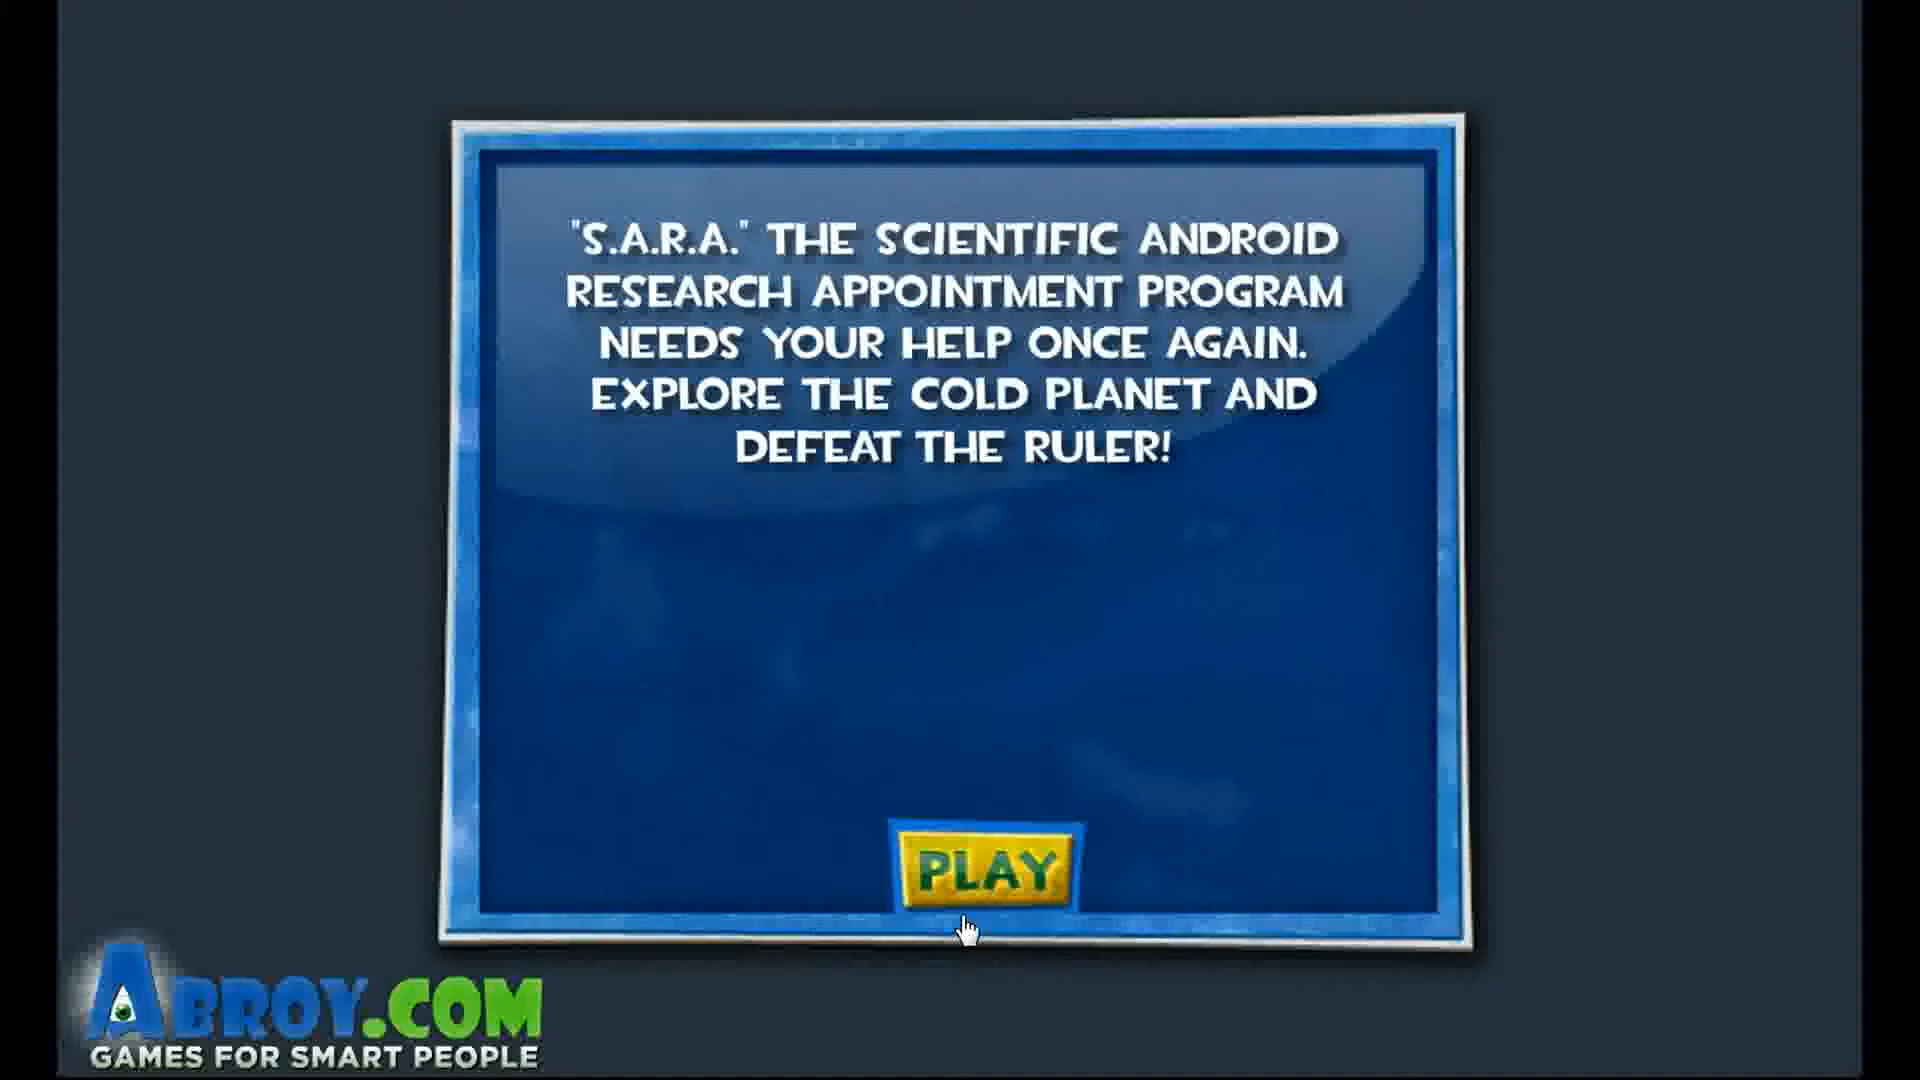 "S.A.R.A." THE SCIENTIFIC ANDROID
RESEARCH APPOINTMENT PROGRAM
NEEDS YOUR HELP ONCE AGAIN.
EXPLORE THE COLD PLANET AND
DEFEAT THE RULER!
PLAY
ABROY.COM
GAMES FOR SMART PEOPLE